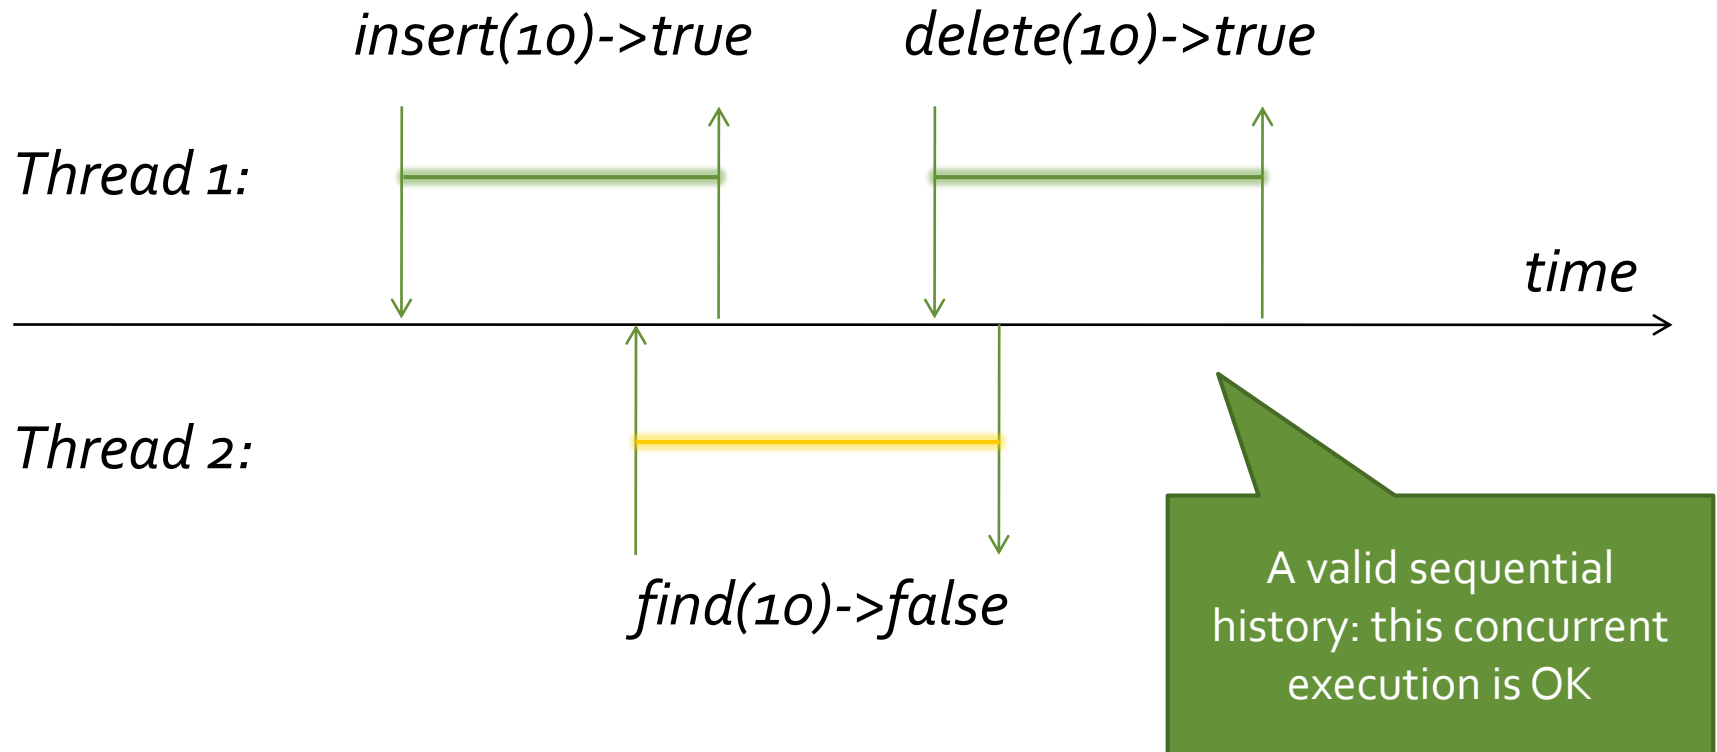 insert(10)->true
delete(10)->true
Thread 1:
time
Thread 2:
find(10)->false
A valid sequential
history: this concurrent
execution is OK